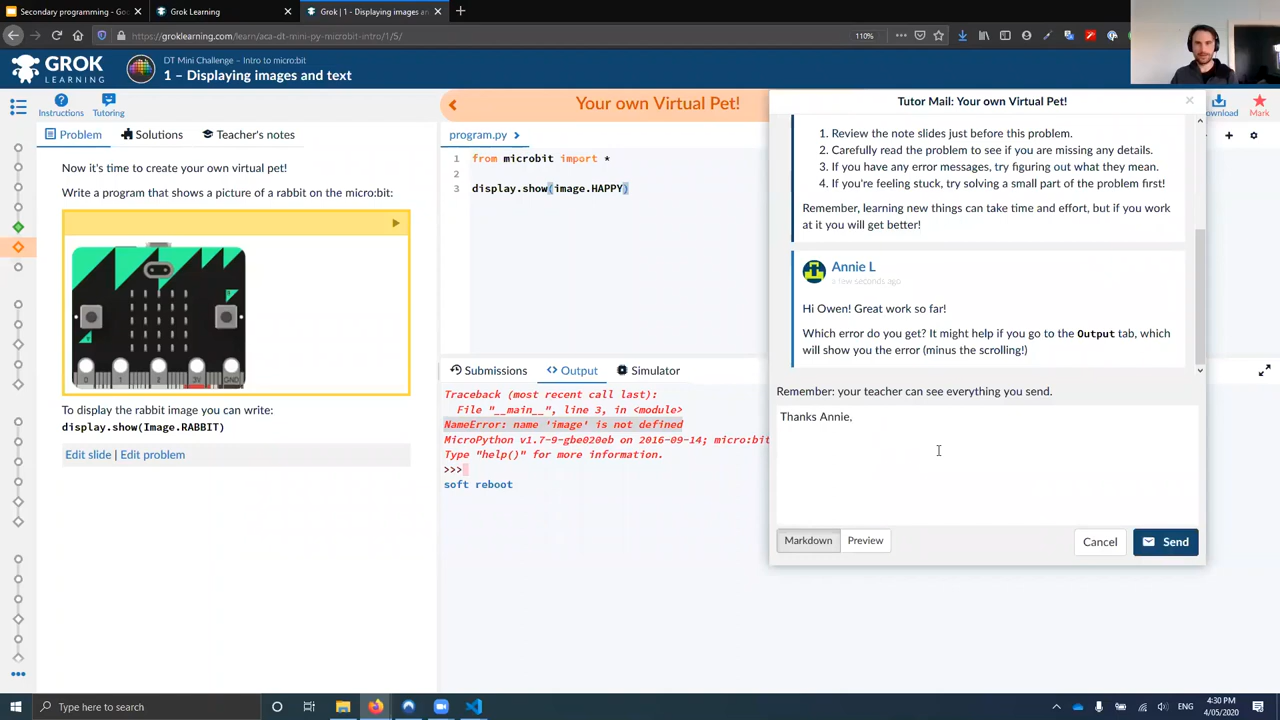 Secondary programming - Goo
Grok Learning
Grok | 1 - Displaying images an
https://groklearning.com/learn/aca-dt-mini-py-microbit-intro/1/5/
110%
GROK
LEARNING
DT Mini Challenge - Intro to micro:bit
1 – Displaying images and text
Instructions
Tutoring
Problem
Solutions
Teacher's notes
Now it's time to create your own virtual pet!
Write a program that shows a picture of a rabbit on the micro:bit:
A
B
0
1
2
3V
GND
To display the rabbit image you can write:
display.show(Image.RABBIT)
Edit slide | Edit problem
Your own Virtual Pet!
program.py
1 from microbit import *
2
3 display.show(image.HAPPY)
Submissions
Output
Simulator
Traceback (most recent call last):
File "__main__", line 3, in <module>
NameError: name 'image' is not defined
MicroPython v1.7-9-gbe020eb on 2016-09-14; micro:bit
Type "help()" for more information.
>>>
soft reboot
Tutor Mail: Your own Virtual Pet!
ownload
Mark
1. Review the note slides just before this problem.
2. Carefully read the problem to see if you are missing any details.
3. If you have any error messages, try figuring out what they mean.
4. If you're feeling stuck, try solving a small part of the problem first!
Remember, learning new things can take time and effort, but if you work
at it you will get better!
Annie L
a few seconds ago
Hi Owen! Great work so far!
Which error do you get? It might help if you go to the Output tab, which
will show you the error (minus the scrolling!)
Remember: your teacher can see everything you send.
Thanks Annie,
Markdown
Preview
Cancel
Send
Type here to search
ENG
4:30 PM
4/05/2020